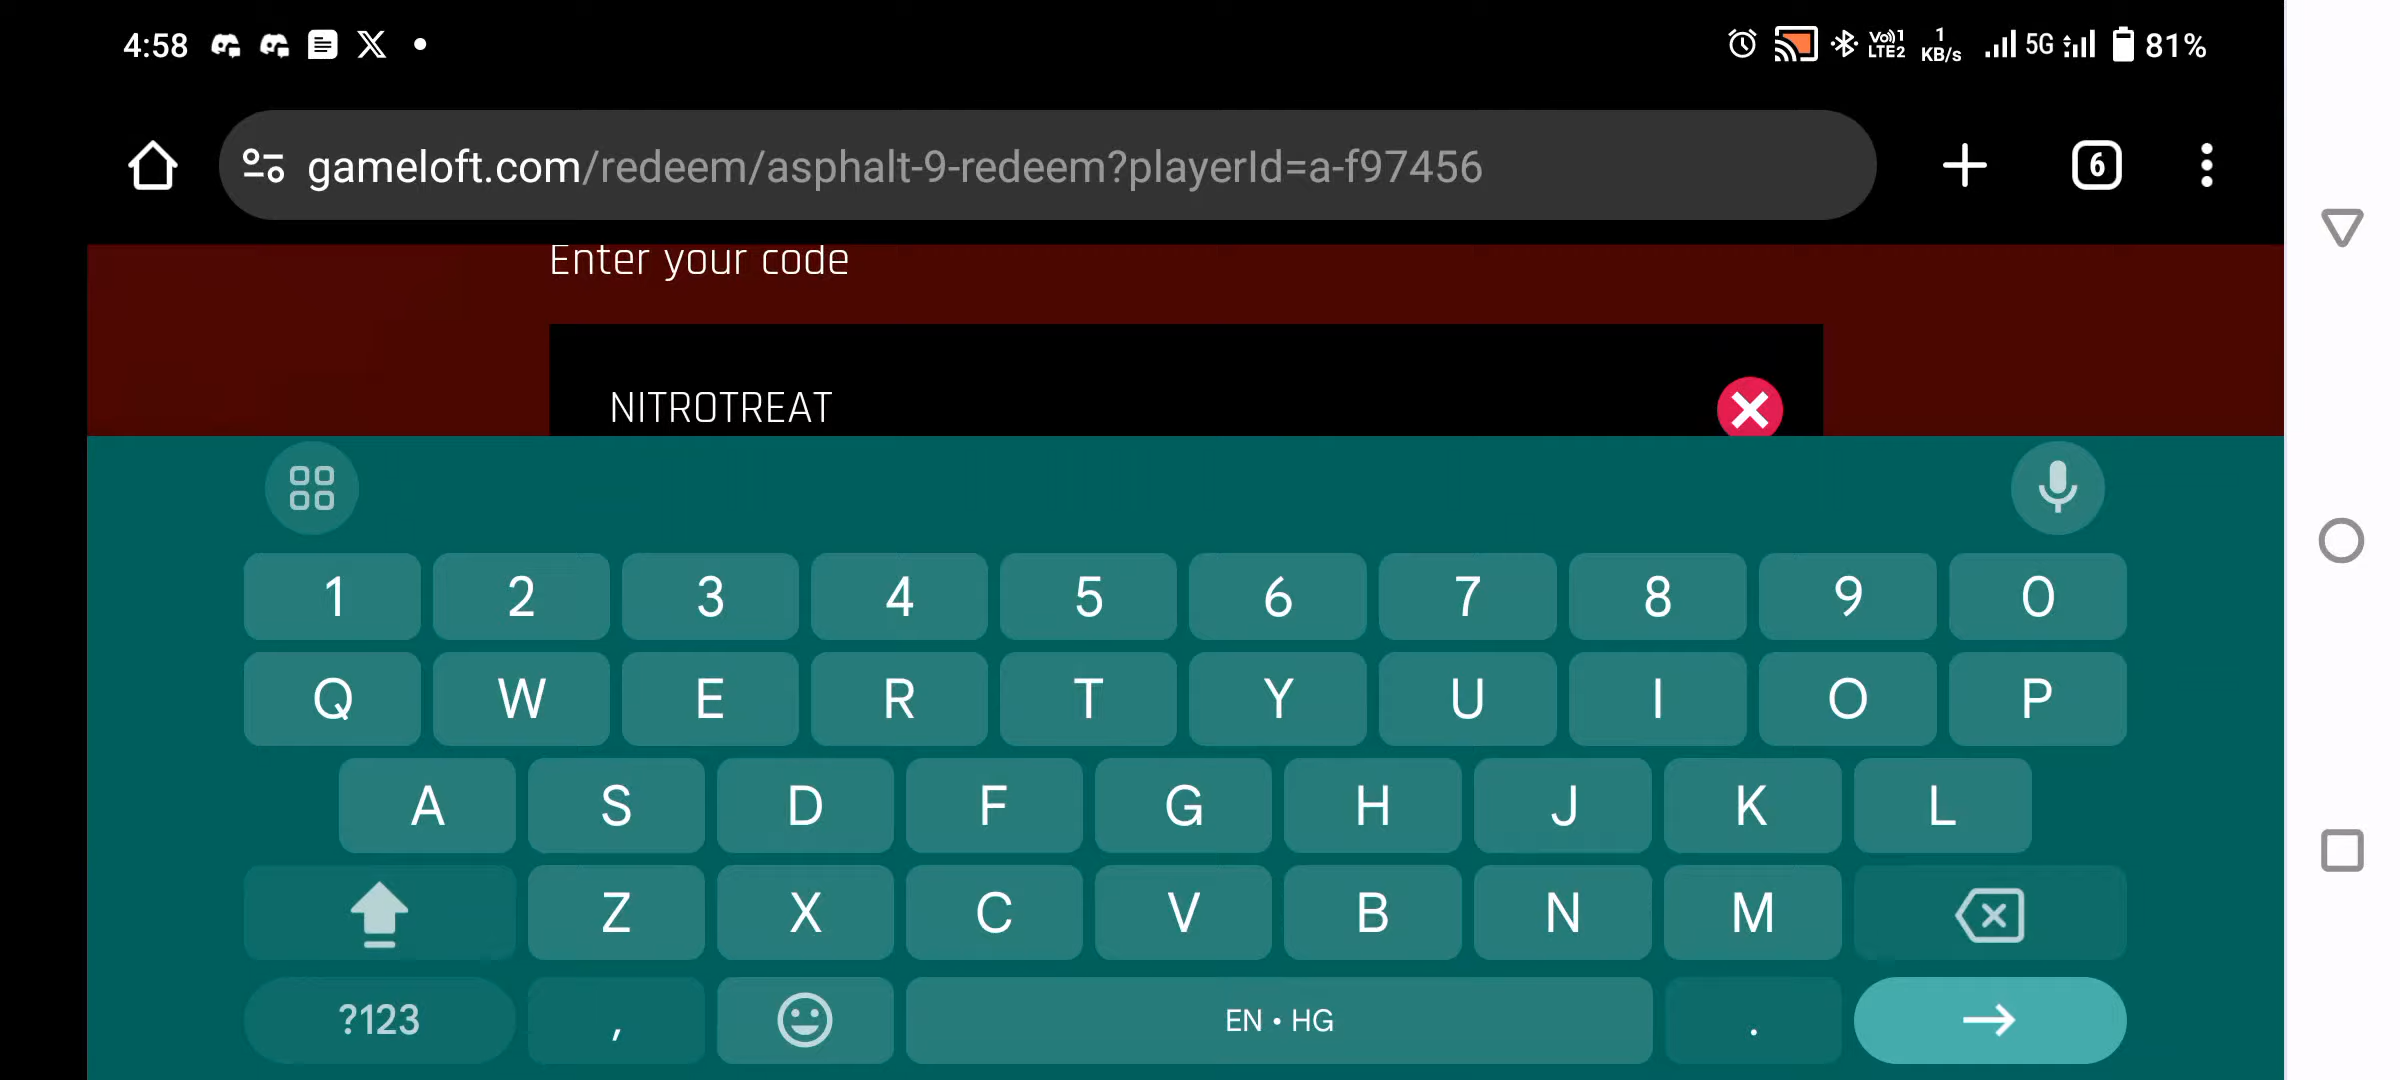 4:58 Vo) 1 LTE2 1 KB/s 5G 81%
gameloft.com/redeem/asphalt-9-redeem?playerId=a-f97456 6
Enter your code
NITROTREAT
1 2 3 4 5 6 7 8 9 0
Q W E R T Y U I O P
A S D F G H J K L
Z X C V B N M
?123 , EN • HG .